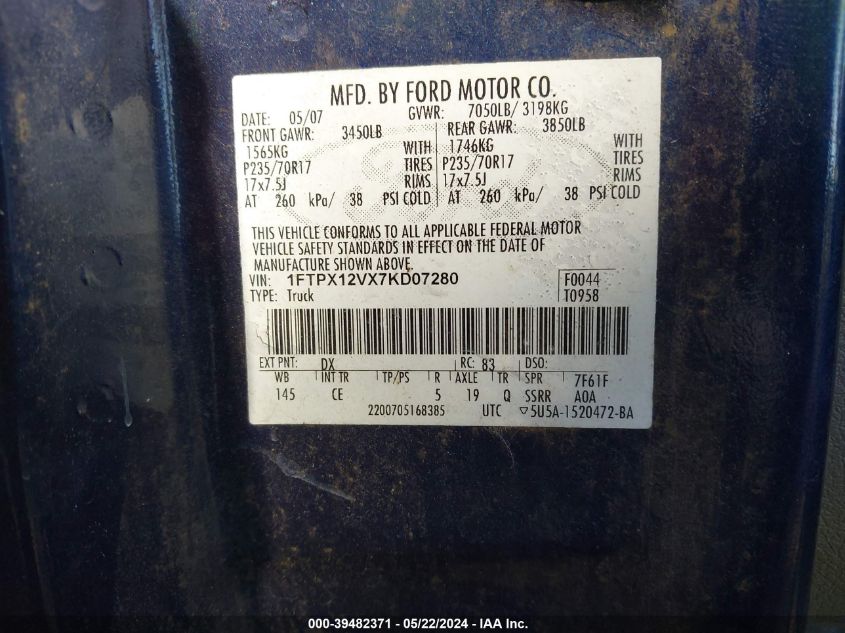 MFD. BY FORD MOTOR CO.
DATE: 05/07 GVWR: 7050LB/ 3198KG
FRONT GAWR: 3450LB REAR GAWR: 3850LB
1565KG WITH 1746KG WITH
P235/70R17 TIRES P235/70R17 TIRES
17x7.5J RIMS 17x7.5J RIMS
AT 260 kPa/ 38 PSI COLD AT 260 kPa/ 38 PSI COLD
THIS VEHICLE CONFORMS TO ALL APPLICABLE FEDERAL MOTOR
VEHICLE SAFETY STANDARDS IN EFFECT ON THE DATE OF
MANUFACTURE SHOWN ABOVE.
VIN: 1FTPX12VX7KD07280 F0044
TYPE: Truck T0958
EXT PNT: DX RC: 83 DSO:
WB INT TR TP/PS R AXLE TR SPR 7F61F
145 CE 5 19 Q SSRR A0A
2200705168385 UTC ▽5U5A-1520472-BA
000-39482371 - 05/22/2024 - IAA Inc.